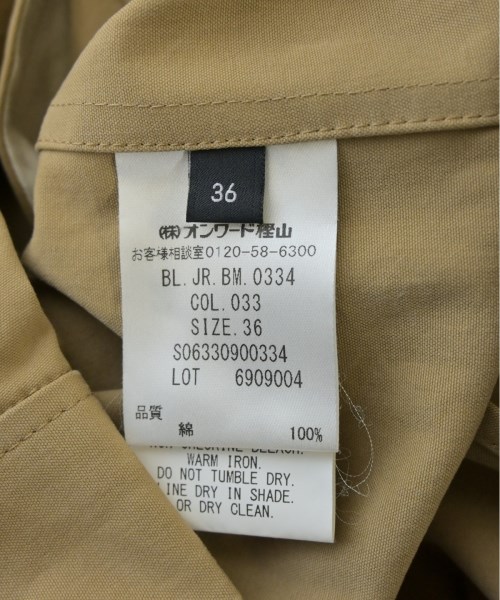 36
(株)オンワード樫山
お客様相談室0120-58-6300
BL. JR. BM. 0334
COL. 033
SIZE. 36
S06330900334
LOT 6909004
品質
綿 100%
BLEACH.
WARM IRON.
DO NOT TUMBLE DRY.
LINE DRY IN SHADE.
OR DRY CLEAN.